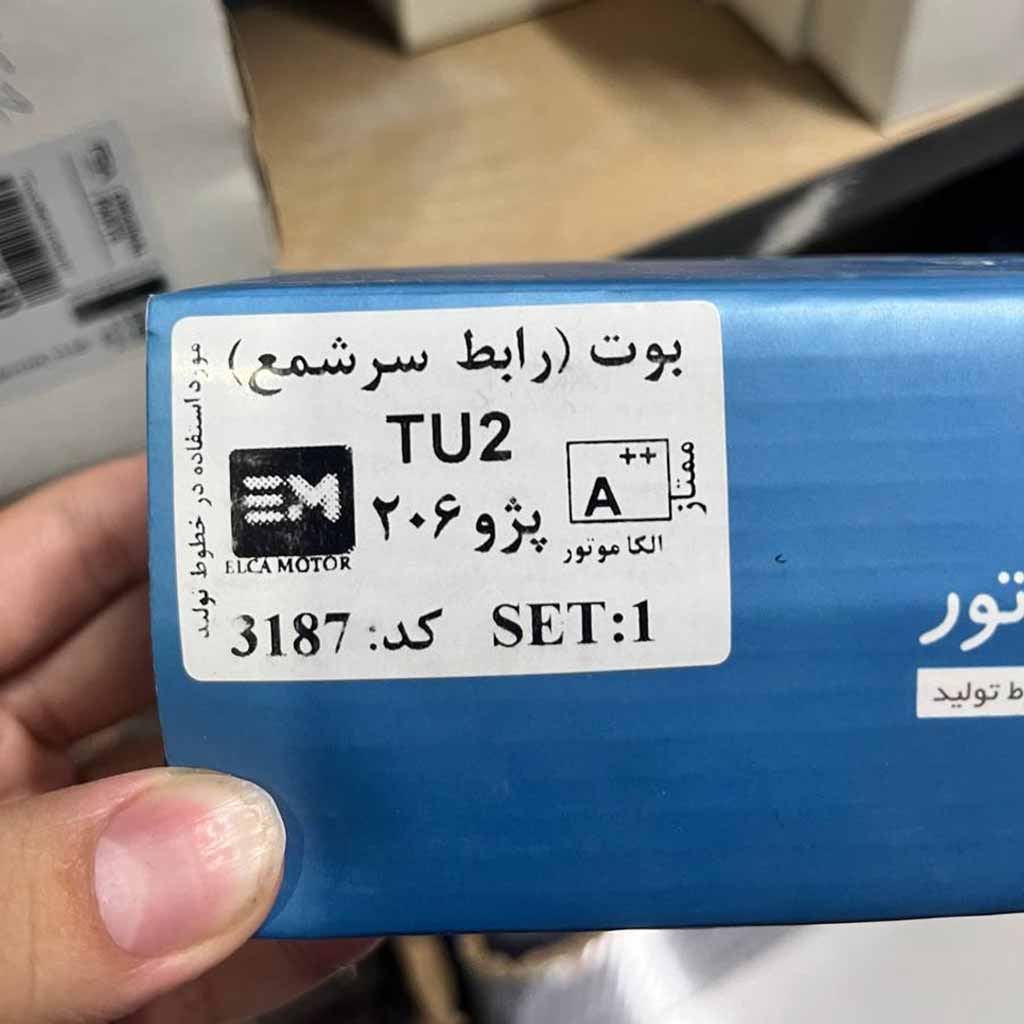 بوت (رابط سرشمع)
TU2
پژو ۲۰۶
A++
ممتاز
الکا موتور
EM
ELCA MOTOR
SET:1 کد: 3187
مورد استفاده در خطوط تولید
تور
ط تولید